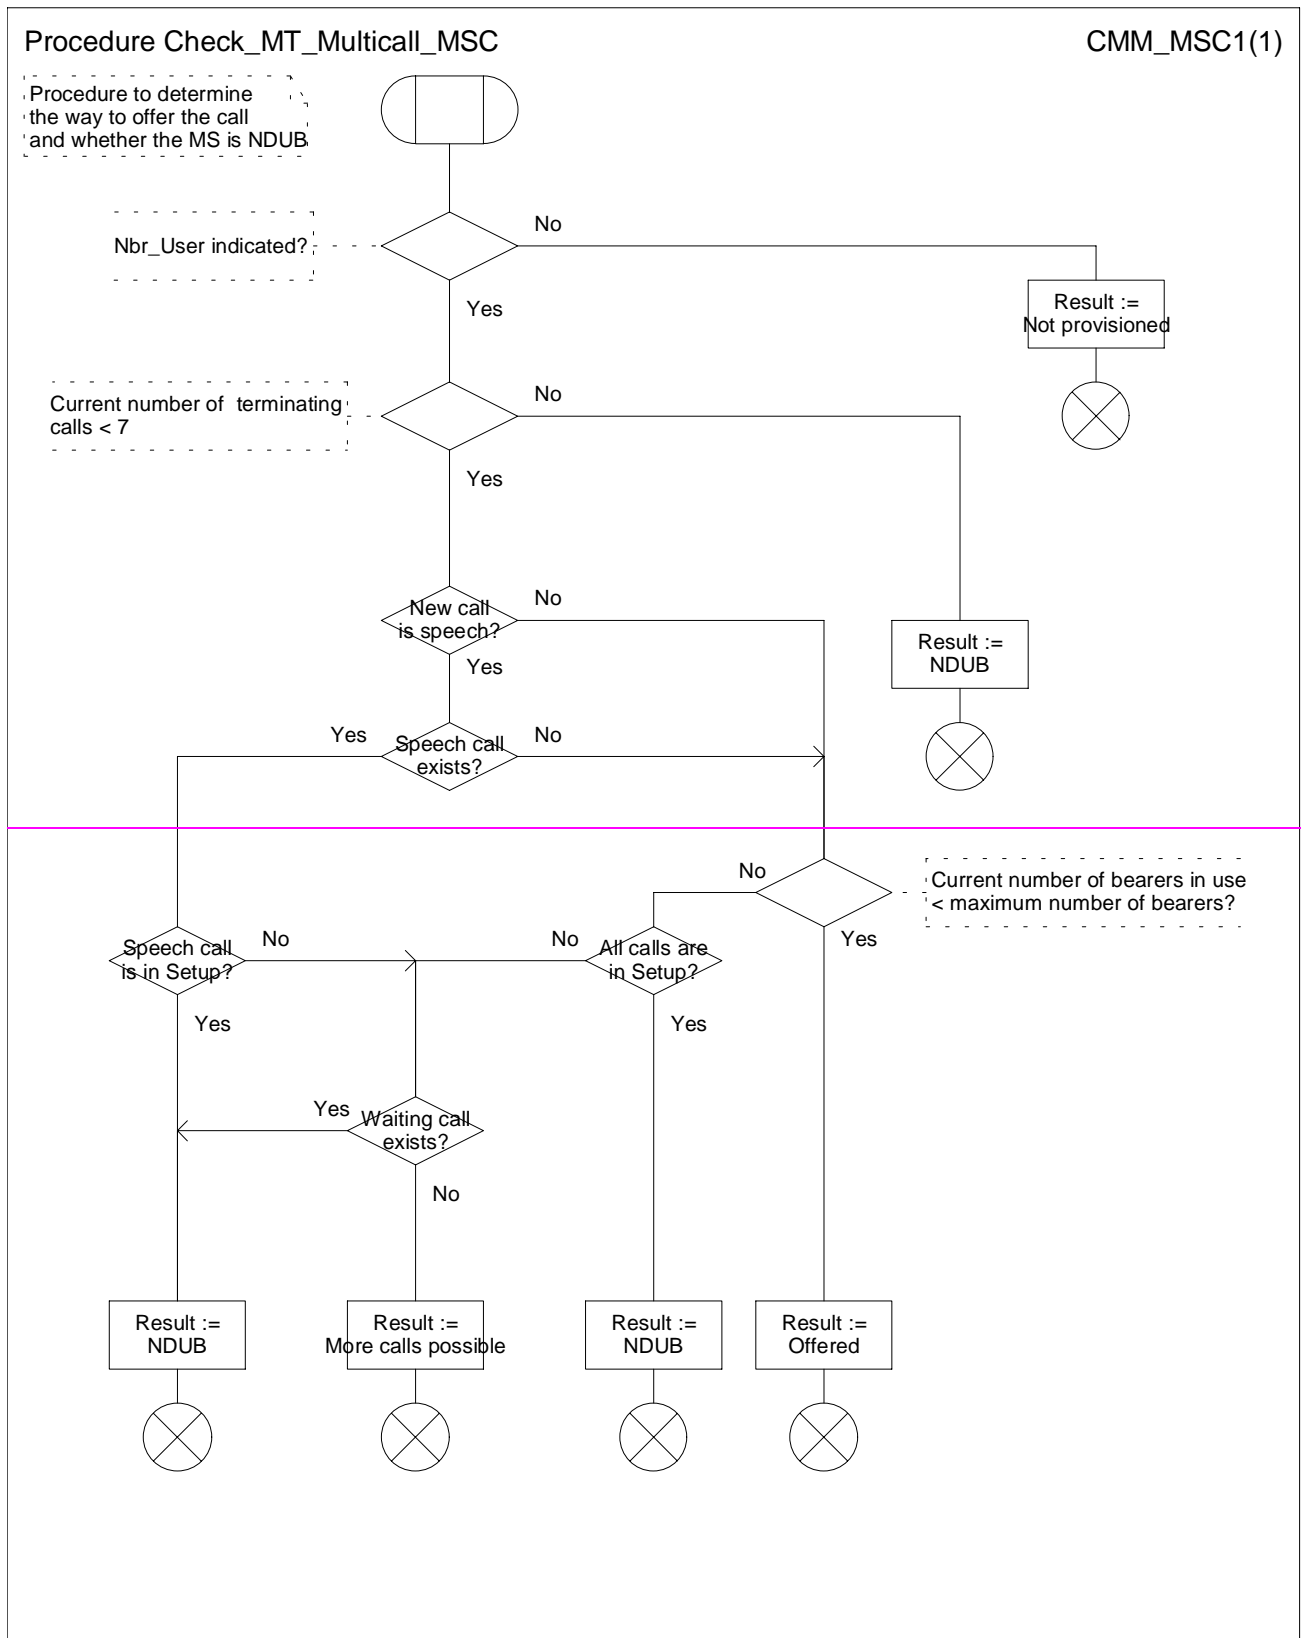 Procedure Check_MT_Multicall_MSC
CMM_MSC1(1)
Procedure to determine
the way to offer the call
and whether the MS is NDUB
No
Nbr_User indicated?
Yes
Result :=
Not provisioned
No
Current number of  terminating
calls < 7
Yes
No
New call
is speech?
Yes
Result :=
NDUB
Yes
Speech call
exists?
No
No
Current number of bearers in use
< maximum number of bearers?
Yes
Speech call
is in Setup?
No
Yes
No
All calls are
in Setup?
Yes
Yes
Waiting call
exists?
No
Result :=
NDUB
Result :=
More calls possible
Result :=
NDUB
Result :=
Offered